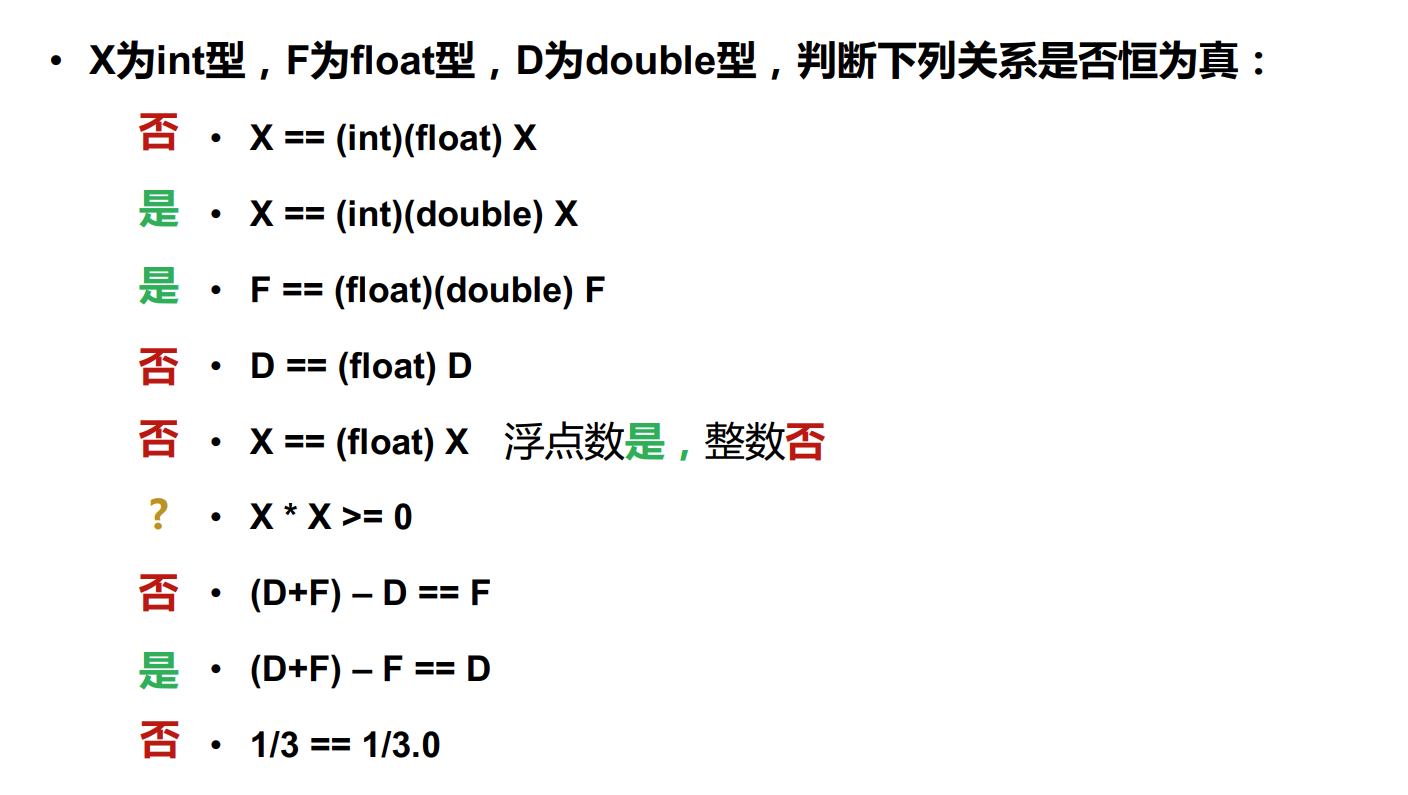 • X为int型，F为float型，D为double型，判断下列关系是否恒为真：
否 • X == (int)(float) X
是 • X == (int)(double) X
是 • F == (float)(double) F
否 • D == (float) D
否 • X == (float) X 浮点数是，整数否
? • X * X >= 0
否 • (D+F) – D == F
是 • (D+F) – F == D
否 • 1/3 == 1/3.0